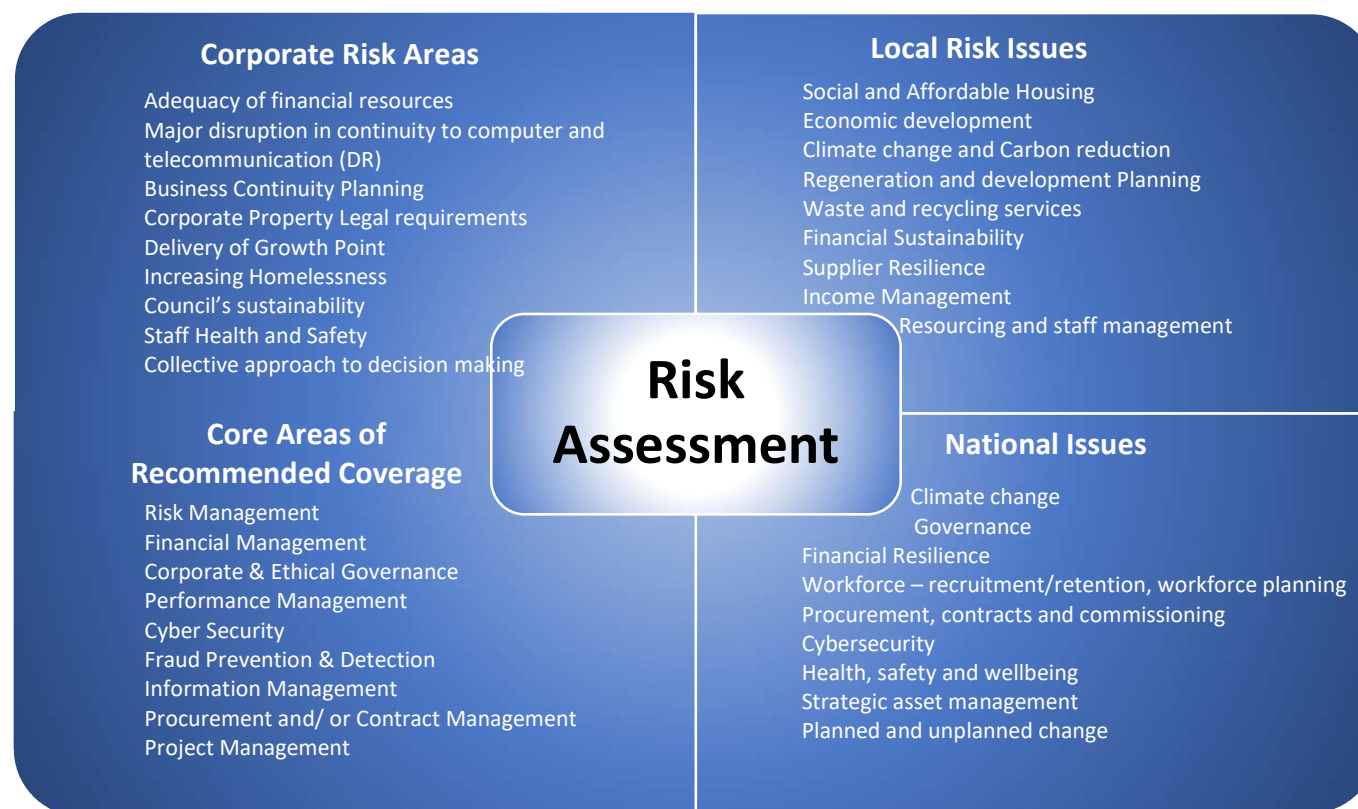 Corporate Risk Areas
Adequacy of financial resources
Major disruption in continuity to computer and
telecommunication (DR)
Business Continuity Planning
Corporate Property Legal requirements
Delivery of Growth Point
Increasing Homelessness
Council's sustainability
Staff Health and Safety
Collective approach to decision making
Local Risk Issues
Social and Affordable Housing
Economic development
Climate change and Carbon reduction
Regeneration and development Planning
Waste and recycling services
Financial Sustainability
Supplier Resilience
Income Management
Resourcing and staff management
Risk
Assessment
Core Areas of
Recommended Coverage
Risk Management
Financial Management
Corporate & Ethical Governance
Performance Management
Cyber Security
Fraud Prevention & Detection
Information Management
Procurement and/ or Contract Management
Project Management
National Issues
Climate change
Governance
Financial Resilience
Workforce – recruitment/retention, workforce planning
Procurement, contracts and commissioning
Cybersecurity
Health, safety and wellbeing
Strategic asset management
Planned and unplanned change